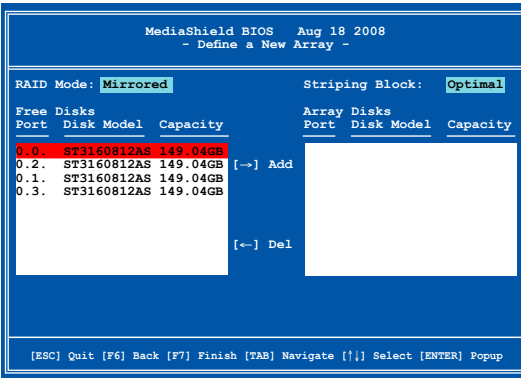 MediaShield BIOS Aug 18 2008
- Define a New Array -
RAID Mode: Mirrored Striping Block: Optimal
Free Disks Array Disks
Port Disk Model Capacity Port Disk Model Capacity
0.0. ST3160812AS 149.04GB
0.2. ST3160812AS 149.04GB [→] Add
0.1. ST3160812AS 149.04GB
0.3. ST3160812AS 149.04GB
[←] Del
[ESC] Quit [F6] Back [F7] Finish [TAB] Navigate [↑↓] Select [ENTER] Popup